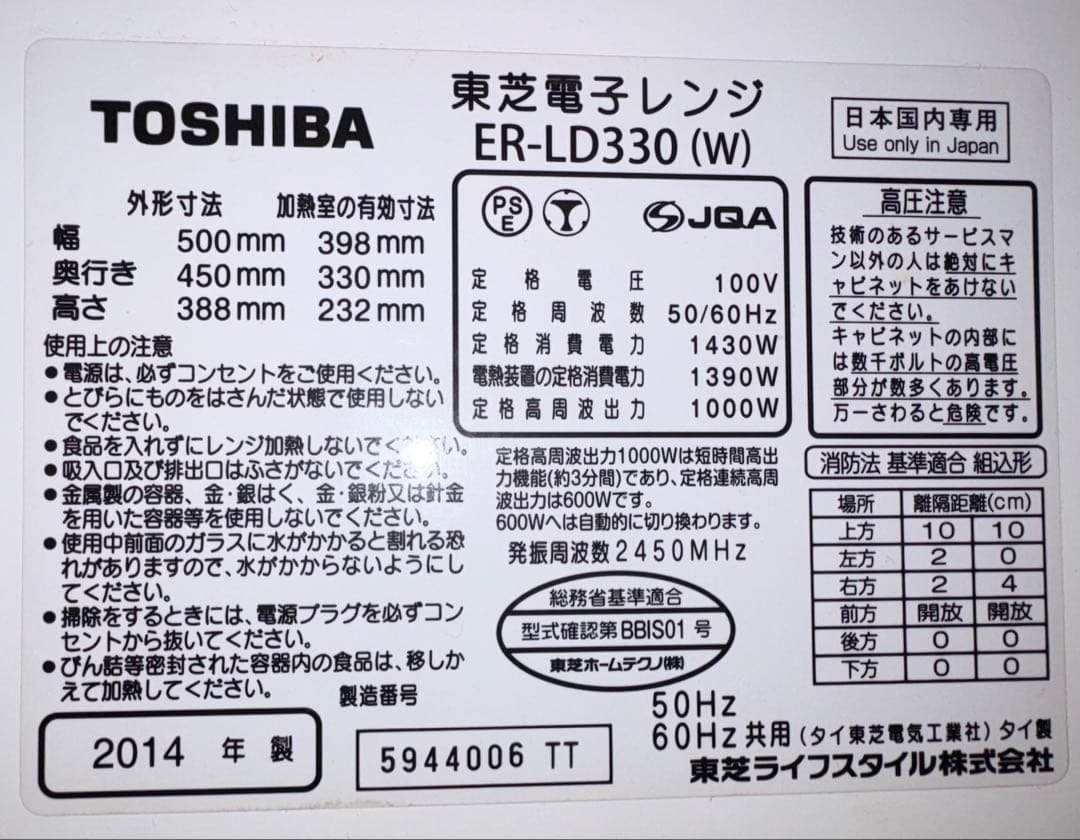 TOSHIBA
東芝電子レンジ
ER-LD330 (W)
日本国内専用
Use only in Japan
外形寸法 加熱室の有効寸法
幅 500mm 398mm
奥行き 450mm 330mm
高さ 388mm 232mm
使用上の注意
●電源は、必ずコンセントをご使用ください。
●とびらにものをはさんだ状態で使用しない
でください。
●食品を入れずにレンジ加熱しないでください。
●吸入口及び排出口はふさがないでください。
●金属製の容器、金・銀はく、金・銀粉又は針金
を用いた容器等を使用しないでください。
●使用中前面のガラスに水がかかると割れる恐
れがありますので、水がかからないようにし
てください。
●掃除をするときには、電源プラグを必ずコン
セントから抜いてください。
●びん詰等密封された容器内の食品は、移しか
えて加熱してください。
PSE
JQA
定格電圧 100V
定格周波数 50/60Hz
定格消費電力 1430W
電熱装置の定格消費電力 1390W
定格高周波出力 1000W
定格高周波出力1000Wは短時間高出
力機能(約3分間)であり、定格連続高周
波出力は600Wです。
600Wへは自動的に切り換わります。
発振周波数2450MHz
総務省基準適合
型式確認第BBIS01号
東芝ホームテクノ(株)
高圧注意
技術のあるサービスマ
ン以外の人は絶対にキ
ャビネットをあけない
でください。
キャビネットの内部に
は数千ボルトの高電圧
部分が数多くあります。
万一さわると危険です。
消防法 基準適合 組込形
場所 離隔距離(cm)
上方 10 10
左方 2 0
右方 2 4
前方 開放 開放
後方 0 0
下方 0 0
製造番号
2014 年 製
5944006 TT
50Hz
60Hz共用(タイ東芝電気工業社)タイ製
東芝ライフスタイル株式会社